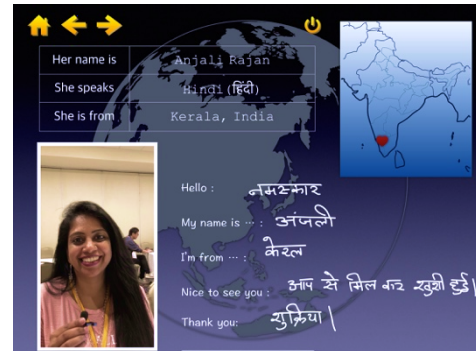 Her name is Anjali Rajan
She speaks Hindi (हिंदी)
She is from Kerala, India
Hello : नमस्कार
My name is ... : अंजली
I'm from ... : केरल
Nice to see you : आप से मिल कर खुशी हुई|
Thank you: शुक्रिया|